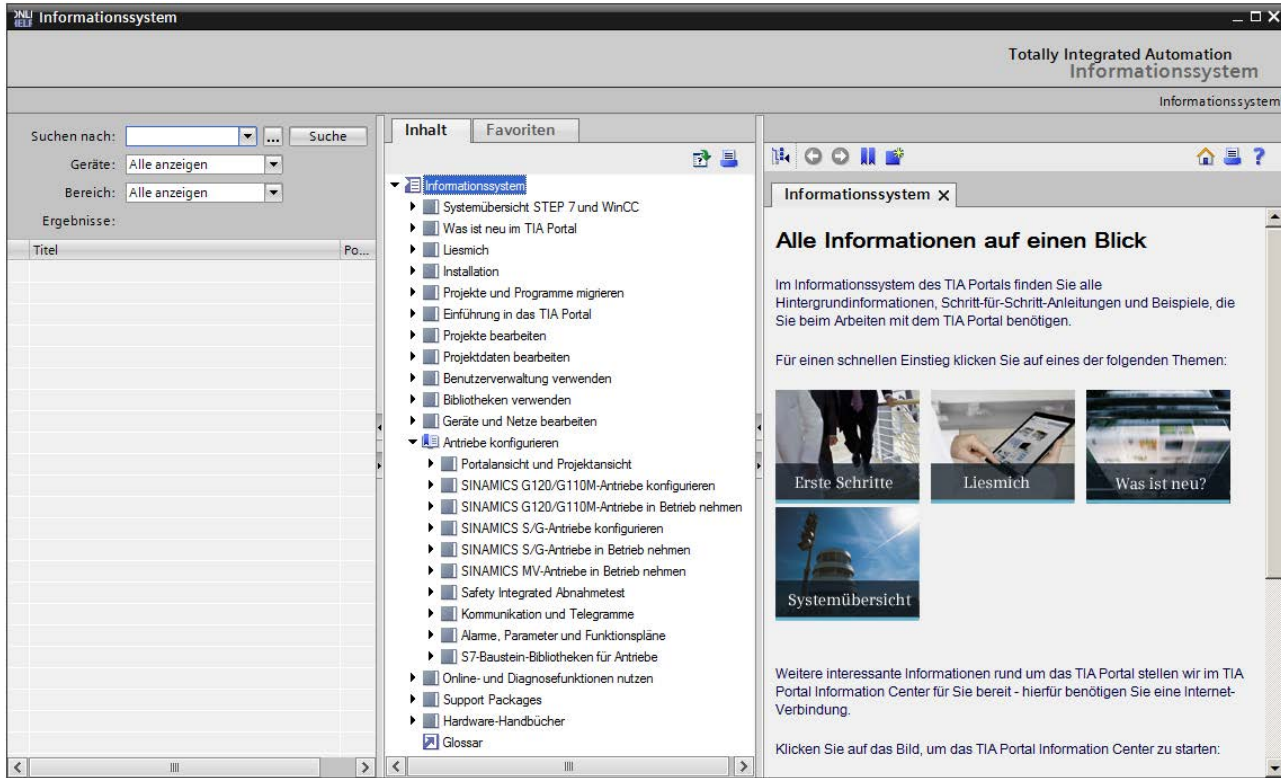 Informationssystem
Totally Integrated Automation
Informationssystem
Informationssystem
Suchen nach:
...
Suche
Geräte:
Alle anzeigen
Bereich:
Alle anzeigen
Ergebnisse:
Titel
Po...
Inhalt
Favoriten
Informationssystem
Systemübersicht STEP 7 und WinCC
Was ist neu im TIA Portal
Liesmich
Installation
Projekte und Programme migrieren
Einführung in das TIA Portal
Projekte bearbeiten
Projektdaten bearbeiten
Benutzerverwaltung verwenden
Bibliotheken verwenden
Geräte und Netze bearbeiten
Antriebe konfigurieren
Portalansicht und Projektansicht
SINAMICS G120/G110M-Antriebe konfigurieren
SINAMICS G120/G110M-Antriebe in Betrieb nehmen
SINAMICS S/G-Antriebe konfigurieren
SINAMICS S/G-Antriebe in Betrieb nehmen
SINAMICS MV-Antriebe in Betrieb nehmen
Safety Integrated Abnahmetest
Kommunikation und Telegramme
Alarme, Parameter und Funktionspläne
S7-Baustein-Bibliotheken für Antriebe
Online- und Diagnosefunktionen nutzen
Support Packages
Hardware-Handbücher
Glossar
Informationssystem
Alle Informationen auf einen Blick
Im Informationssystem des TIA Portals finden Sie alle
Hintergrundinformationen, Schritt-für-Schritt-Anleitungen und Beispiele, die
Sie beim Arbeiten mit dem TIA Portal benötigen.
Für einen schnellen Einstieg klicken Sie auf eines der folgenden Themen:
Erste Schritte
Liesmich
Was ist neu?
Systemübersicht
Weitere interessante Informationen rund um das TIA Portal stellen wir im TIA
Portal Information Center für Sie bereit - hierfür benötigen Sie eine Internet-
Verbindung.
Klicken Sie auf das Bild, um das TIA Portal Information Center zu starten: